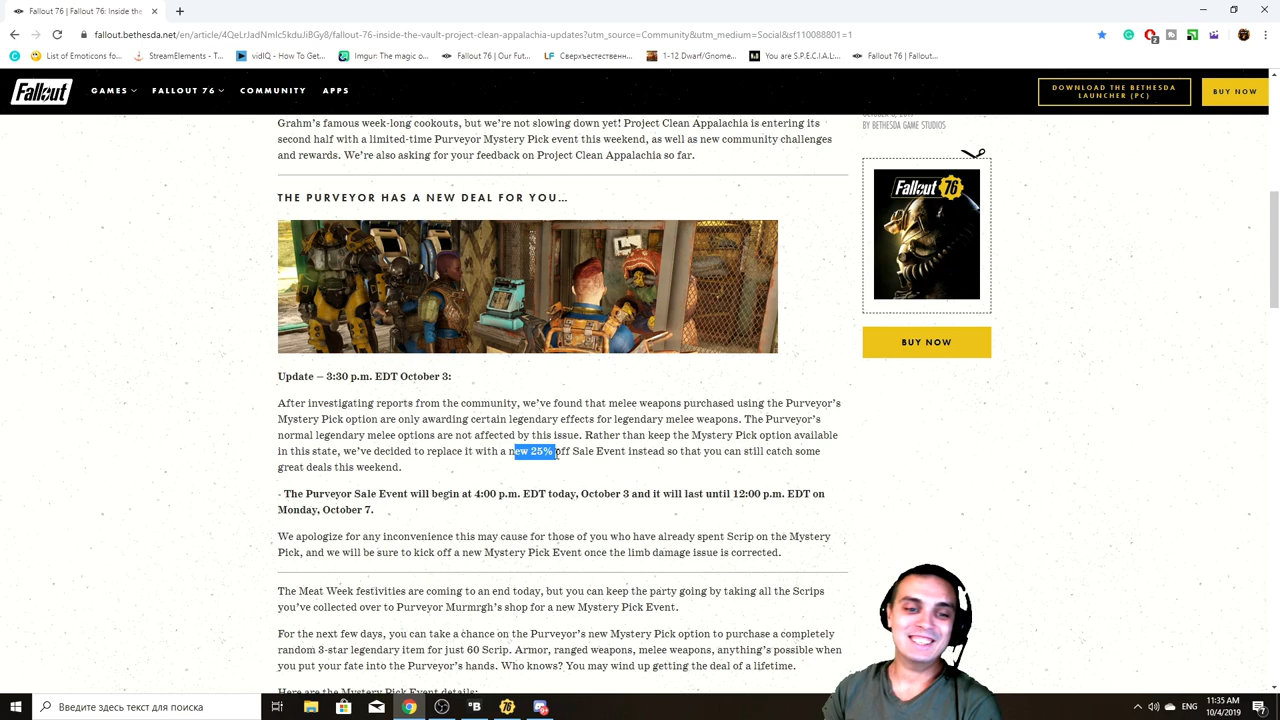 Fallout 76 | Fallout 76: Inside the
fallout.bethesda.net/en/article/4QeLrJadNmlc5kduJiBGy8/fallout-76-inside-the-vault-project-clean-appalachia-updates?utm_source=Community&utm_medium=Social&sf110088801=1
List of Emoticons fo...
StreamElements - T...
vidIQ - How To Get...
Imgur: The magic o...
Fallout 76 | Our Fut...
Сверхъестественн...
1-12 Dwarf/Gnome...
You are S.P.E.C.I.A.L:...
Fallout 76 | Fallout...
Fallout
GAMES
FALLOUT 76
COMMUNITY
APPS
DOWNLOAD THE BETHESDA
LAUNCHER (PC)
BUY NOW
Grahm's famous week-long cookouts, but we're not slowing down yet! Project Clean Appalachia is entering its
second half with a limited-time Purveyor Mystery Pick event this weekend, as well as new community challenges
and rewards. We're also asking for your feedback on Project Clean Appalachia so far.
BY BETHESDA GAME STUDIOS
THE PURVEYOR HAS A NEW DEAL FOR YOU...
Fallout 76
BUY NOW
Update – 3:30 p.m. EDT October 3:
After investigating reports from the community, we've found that melee weapons purchased using the Purveyor's
Mystery Pick option are only awarding certain legendary effects for legendary melee weapons. The Purveyor's
normal legendary melee options are not affected by this issue. Rather than keep the Mystery Pick option available
in this state, we've decided to replace it with a new 25% off Sale Event instead so that you can still catch some
great deals this weekend.
- The Purveyor Sale Event will begin at 4:00 p.m. EDT today, October 3 and it will last until 12:00 p.m. EDT on
Monday, October 7.
We apologize for any inconvenience this may cause for those of you who have already spent Scrip on the Mystery
Pick, and we will be sure to kick off a new Mystery Pick Event once the limb damage issue is corrected.
The Meat Week festivities are coming to an end today, but you can keep the party going by taking all the Scrips
you've collected over to Purveyor Murmrgh's shop for a new Mystery Pick Event.
For the next few days, you can take a chance on the Purveyor's new Mystery Pick option to purchase a completely
random 3-star legendary item for just 60 Scrip. Armor, ranged weapons, melee weapons, anything's possible when
you put your fate into the Purveyor's hands. Who knows? You may wind up getting the deal of a lifetime.
Here are the Mystery Pick Event details:
Введите здесь текст для поиска
ENG
11:35 AM
10/4/2019